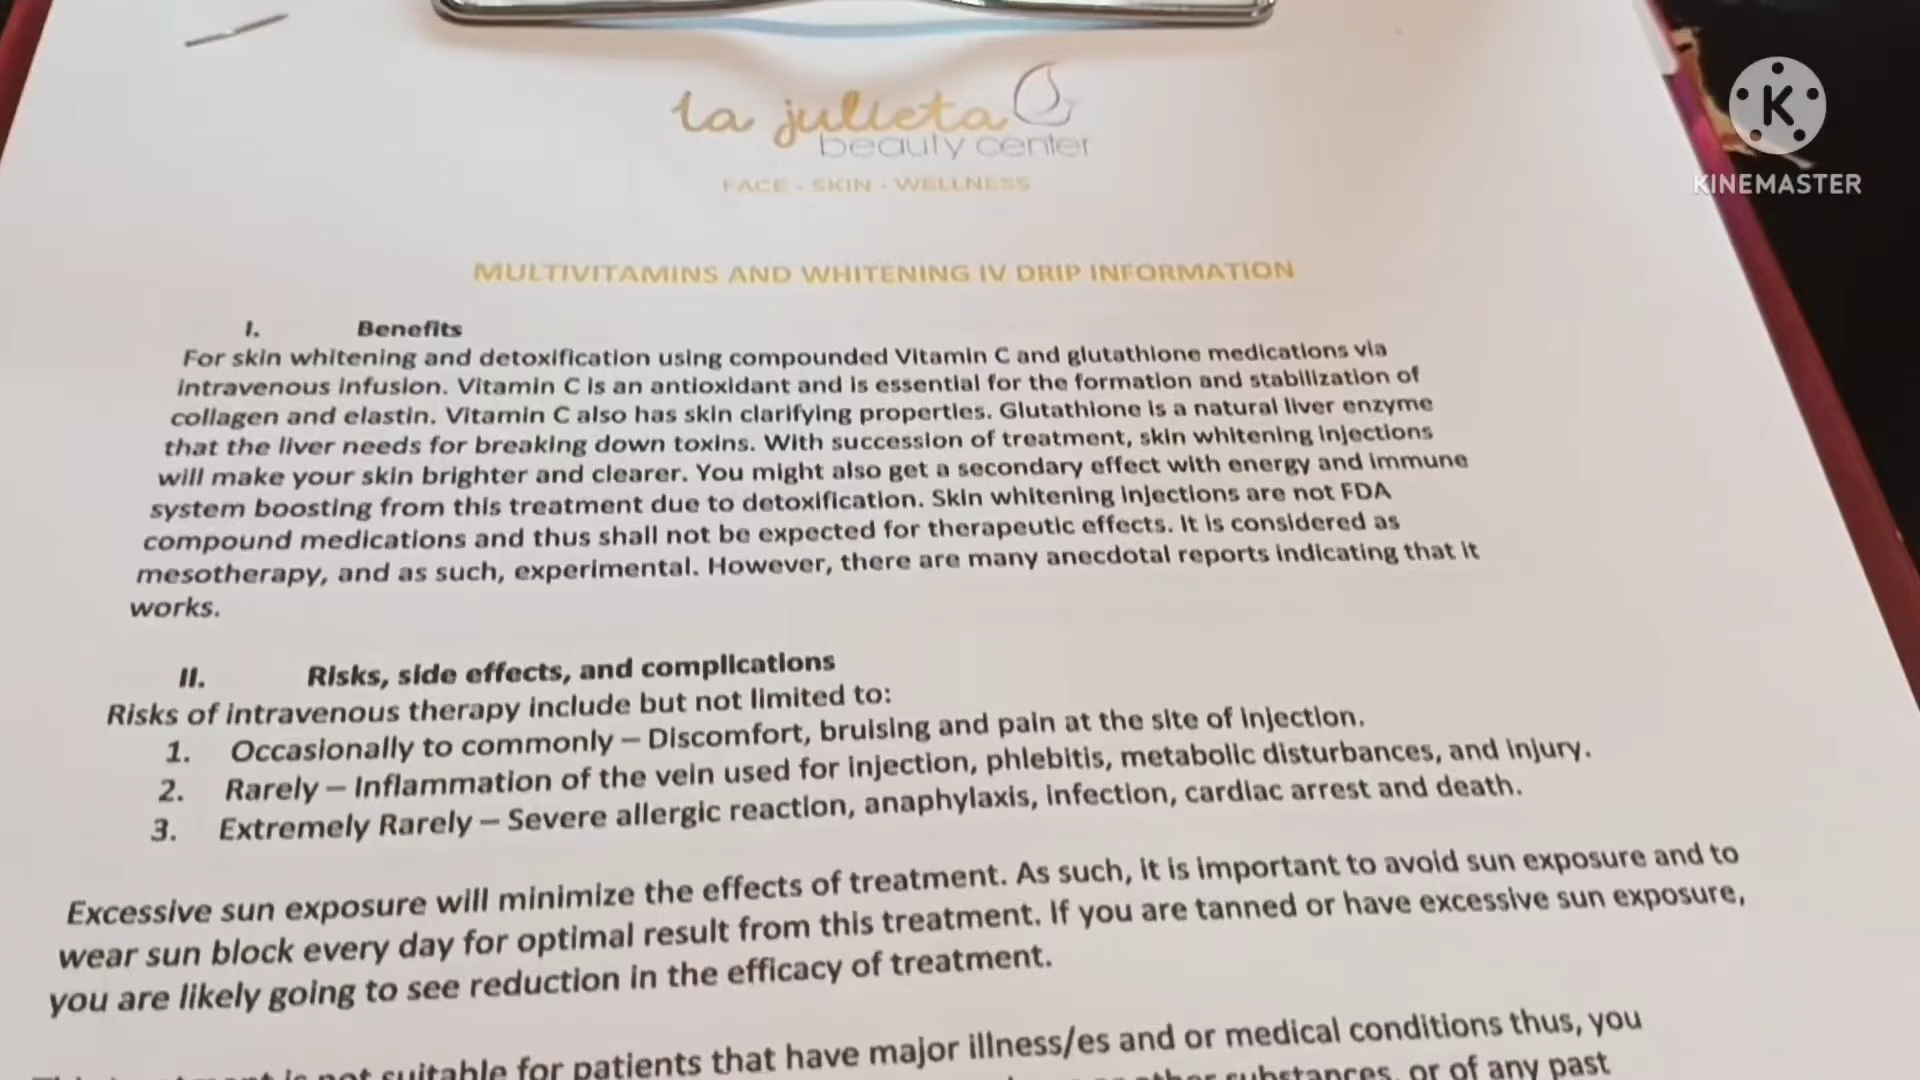 la julieta
beauty center
FACE - SKIN - WELLNESS
KINEMASTER
MULTIVITAMINS AND WHITENING IV DRIP INFORMATION
I. Benefits
For skin whitening and detoxification using compounded Vitamin C and glutathione medications via
intravenous infusion. Vitamin C is an antioxidant and is essential for the formation and stabilization of
collagen and elastin. Vitamin C also has skin clarifying properties. Glutathione is a natural liver enzyme
that the liver needs for breaking down toxins. With succession of treatment, skin whitening injections
will make your skin brighter and clearer. You might also get a secondary effect with energy and immune
system boosting from this treatment due to detoxification. Skin whitening injections are not FDA
compound medications and thus shall not be expected for therapeutic effects. It is considered as
mesotherapy, and as such, experimental. However, there are many anecdotal reports indicating that it
works.
II. Risks, side effects, and complications
Risks of intravenous therapy include but not limited to:
1. Occasionally to commonly – Discomfort, bruising and pain at the site of injection.
2. Rarely – Inflammation of the vein used for injection, phlebitis, metabolic disturbances, and injury.
3. Extremely Rarely – Severe allergic reaction, anaphylaxis, infection, cardiac arrest and death.
Excessive sun exposure will minimize the effects of treatment. As such, it is important to avoid sun exposure and to
wear sun block every day for optimal result from this treatment. If you are tanned or have excessive sun exposure,
you are likely going to see reduction in the efficacy of treatment.
is not suitable for patients that have major illness/es and or medical conditions thus, you
substances, or of any past